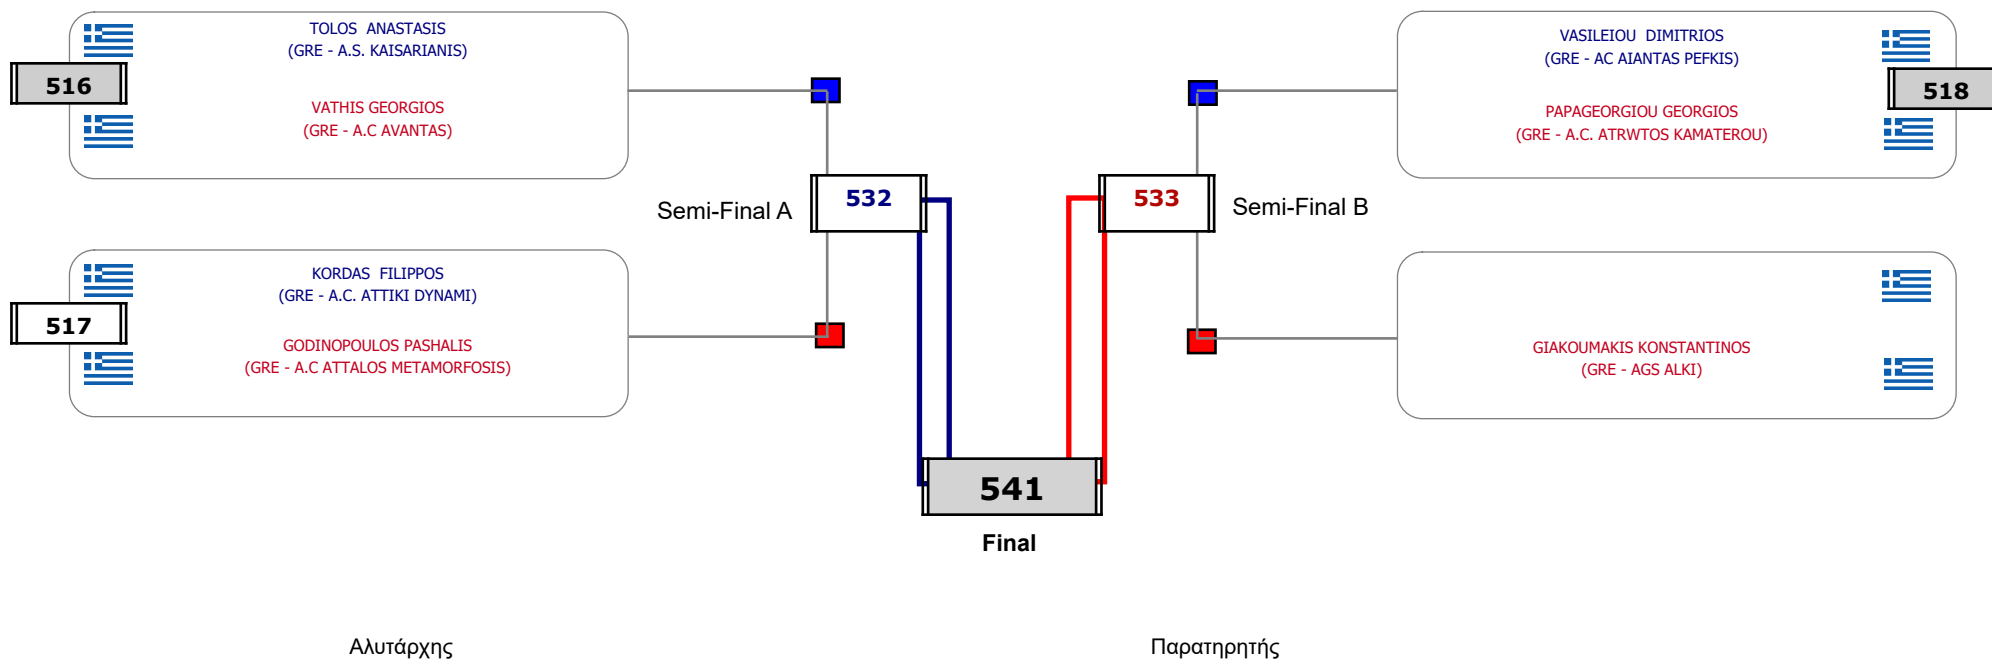 TOLOS  ANASTASIS
(GRE - A.S. KAISARIANIS)
516
VATHIS GEORGIOS
(GRE - A.C AVANTAS)
VASILEIOU  DIMITRIOS
(GRE - AC AIANTAS PEFKIS)
518
PAPAGEORGIOU GEORGIOS
(GRE - A.C. ATRWTOS KAMATEROU)
Semi-Final A
532
533
Semi-Final B
KORDAS  FILIPPOS
(GRE - A.C. ATTIKI DYNAMI)
517
GODINOPOULOS PASHALIS
(GRE - A.C ATTALOS METAMORFOSIS)
GIAKOUMAKIS KONSTANTINOS
(GRE - AGS ALKI)
541
Final
Αλυτάρχης
Παρατηρητής